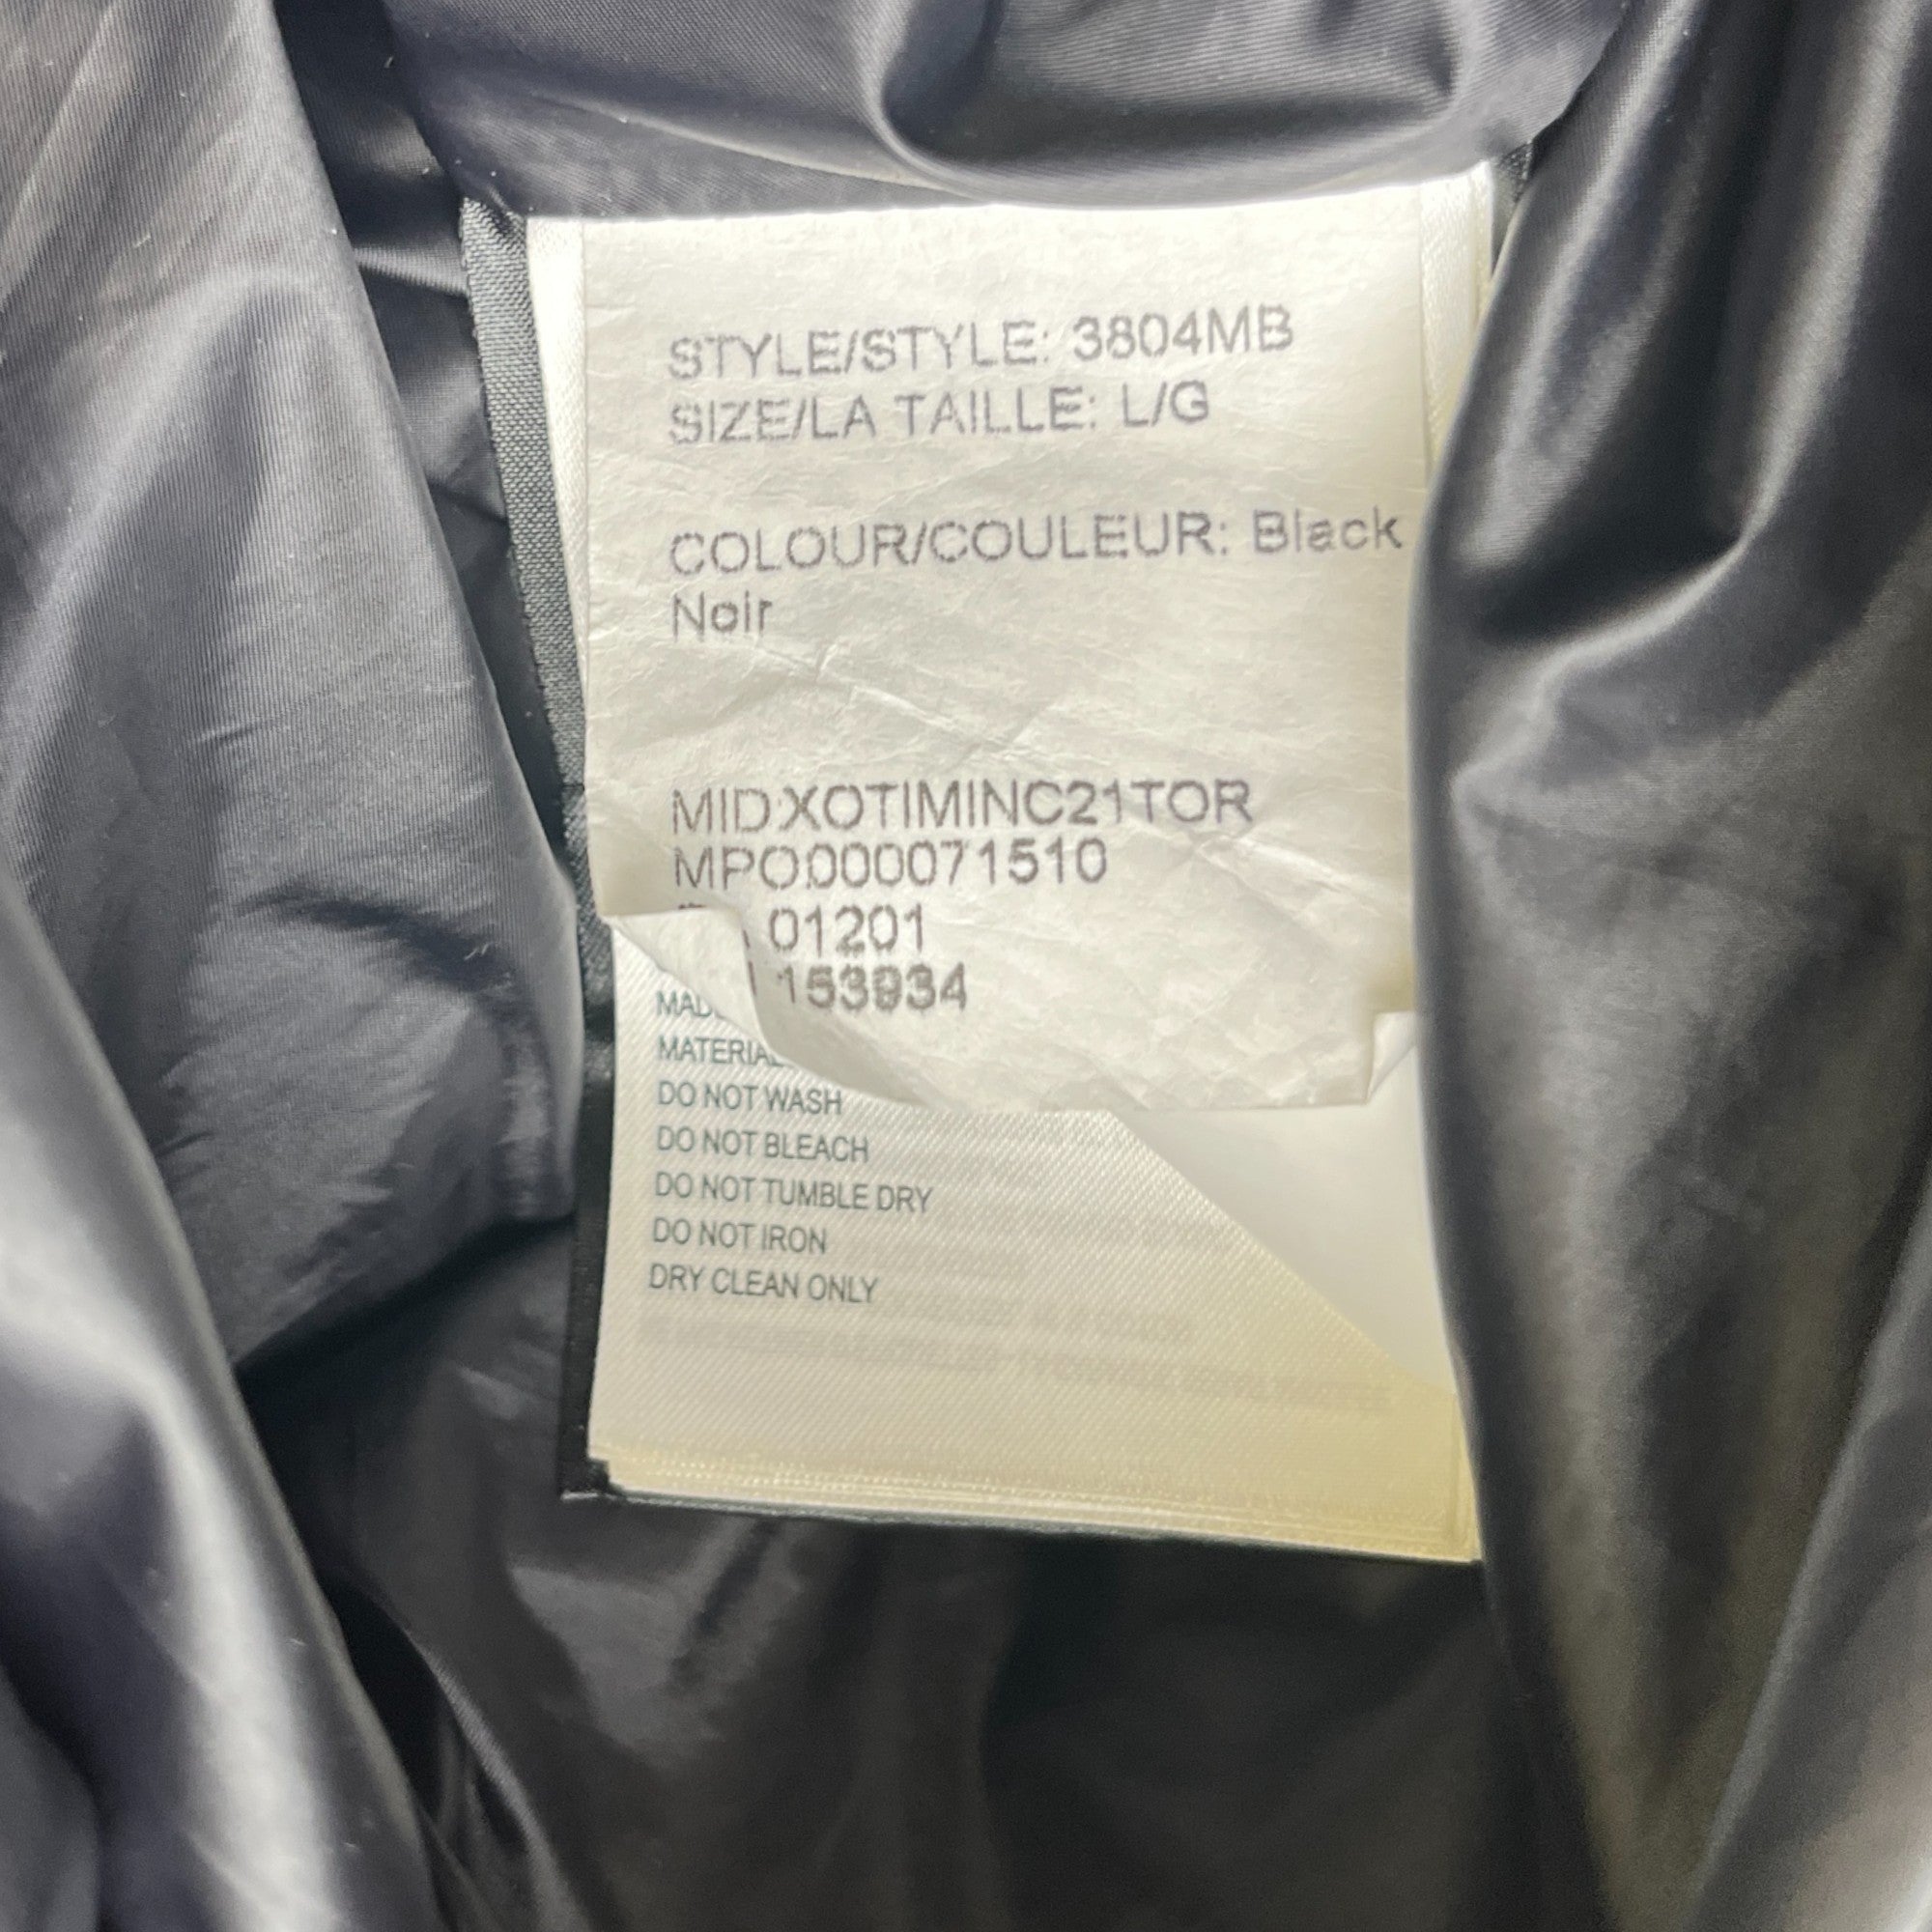 STYLE/STYLE: 3804MB
SIZE/LA TAILLE: L/G
COLOUR/COULEUR: Black
Noir
MIDXOTIMINC21TOR
MPO000071510
01201
153934
DO NOT WASH
DO NOT BLEACH
DO NOT TUMBLE DRY
DO NOT IRON
DRY CLEAN ONLY